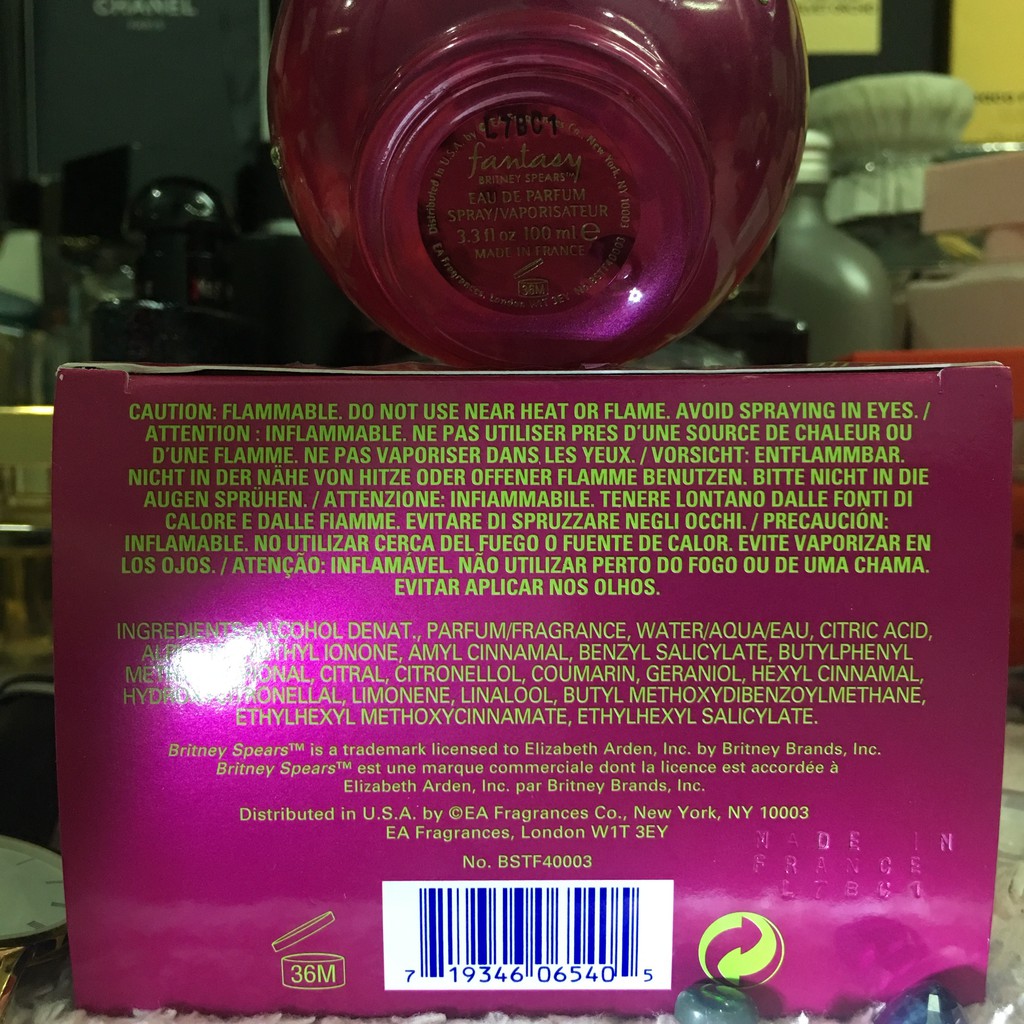 CHANEL
L7BC1
Distributed in U.S.A. by © EA Fragrances Co., New York, NY 10003
fantasy
BRITNEY SPEARS™
EAU DE PARFUM
SPRAY/VAPORISATEUR
3.3 fl oz 100 ml ℮
MADE IN FRANCE
36M
EA Fragrances, London W1T 3EY No. BSTF40003
CAUTION: FLAMMABLE. DO NOT USE NEAR HEAT OR FLAME. AVOID SPRAYING IN EYES. /
ATTENTION : INFLAMMABLE. NE PAS UTILISER PRES D'UNE SOURCE DE CHALEUR OU
D'UNE FLAMME. NE PAS VAPORISER DANS LES YEUX. / VORSICHT: ENTFLAMMBAR.
NICHT IN DER NÄHE VON HITZE ODER OFFENER FLAMME BENUTZEN. BITTE NICHT IN DIE
AUGEN SPRÜHEN. / ATTENZIONE: INFIAMMABILE. TENERE LONTANO DALLE FONTI DI
CALORE E DALLE FIAMME. EVITARE DI SPRUZZARE NEGLI OCCHI. / PRECAUCIÓN:
INFLAMABLE. NO UTILIZAR CERCA DEL FUEGO O FUENTE DE CALOR. EVITE VAPORIZAR EN
LOS OJOS. / ATENÇÃO: INFLAMÁVEL. NÃO UTILIZAR PERTO DO FOGO OU DE UMA CHAMA.
EVITAR APLICAR NOS OLHOS.
INGREDIENTS: ALCOHOL DENAT., PARFUM/FRAGRANCE, WATER/AQUA/EAU, CITRIC ACID,
IONONE, AMYL CINNAMAL, BENZYL SALICYLATE, BUTYLPHENYL
CITRAL, CITRONELLOL, COUMARIN, GERANIOL, HEXYL CINNAMAL,
LIMONENE, LINALOOL, BUTYL METHOXYDIBENZOYLMETHANE,
ETHYLHEXYL METHOXYCINNAMATE, ETHYLHEXYL SALICYLATE.
Britney Spears™ is a trademark licensed to Elizabeth Arden, Inc. by Britney Brands, Inc.
Britney Spears™ est une marque commerciale dont la licence est accordée à
Elizabeth Arden, Inc. par Britney Brands, Inc.
Distributed in U.S.A. by ©EA Fragrances Co., New York, NY 10003
EA Fragrances, London W1T 3EY
No. BSTF40003
MADE IN
FRANCE
L7BC1
36M
7 19346 06540 5